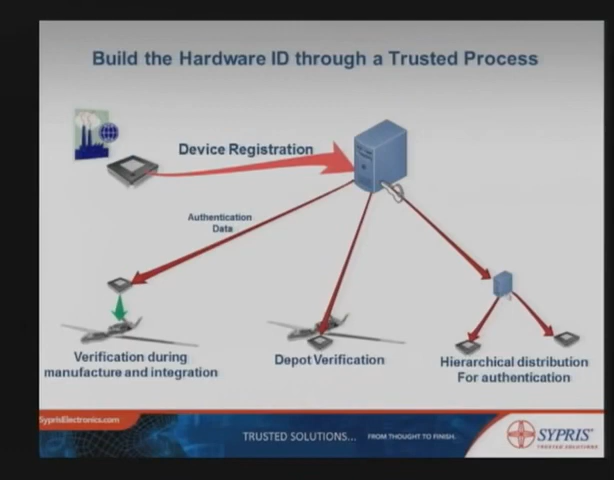 Build the Hardware ID through a Trusted Process
Device Registration
Authentication
Data
Verification during
manufacture and integration
Depot Verification
Hierarchical distribution
For authentication
SyprisElectronics.com
TRUSTED SOLUTIONS... FROM THOUGHT TO FINISH.
SYPRIS
TRUSTED SOLUTIONS